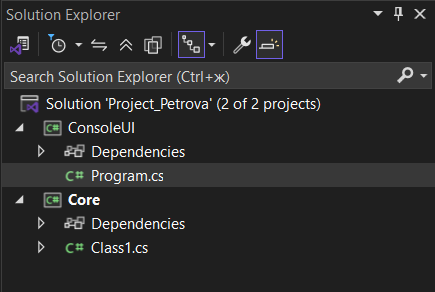 Solution Explorer
Search Solution Explorer (Ctrl+ж)
Solution 'Project_Petrova' (2 of 2 projects)
C# ConsoleUI
Dependencies
C# Program.cs
C# Core
Dependencies
C# Class1.cs